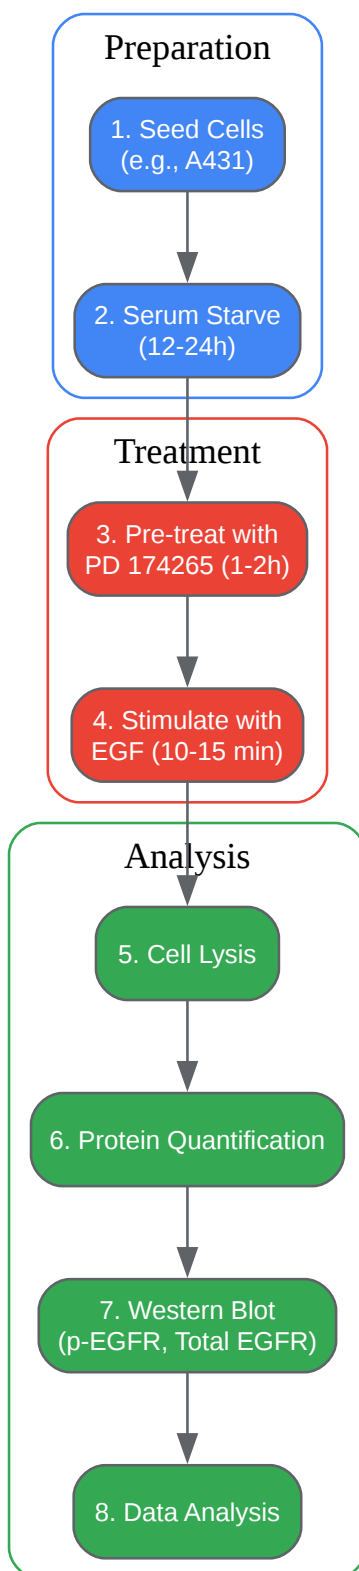 Preparation
1. Seed Cells
(e.g., A431)
2. Serum Starve
(12-24h)
Treatment
3. Pre-treat with
PD 174265 (1-2h)
4. Stimulate with
EGF (10-15 min)
Analysis
5. Cell Lysis
6. Protein Quantification
7. Western Blot
(p-EGFR, Total EGFR)
8. Data Analysis